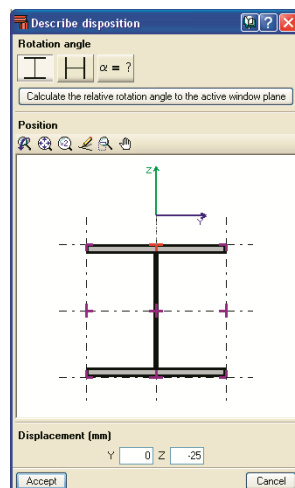 Describe disposition
Rotation angle
α = ?
Calculate the relative rotation angle to the active window plane
Position
Z
Y
Displacement (mm)
Y 0 Z -25
Accept Cancel